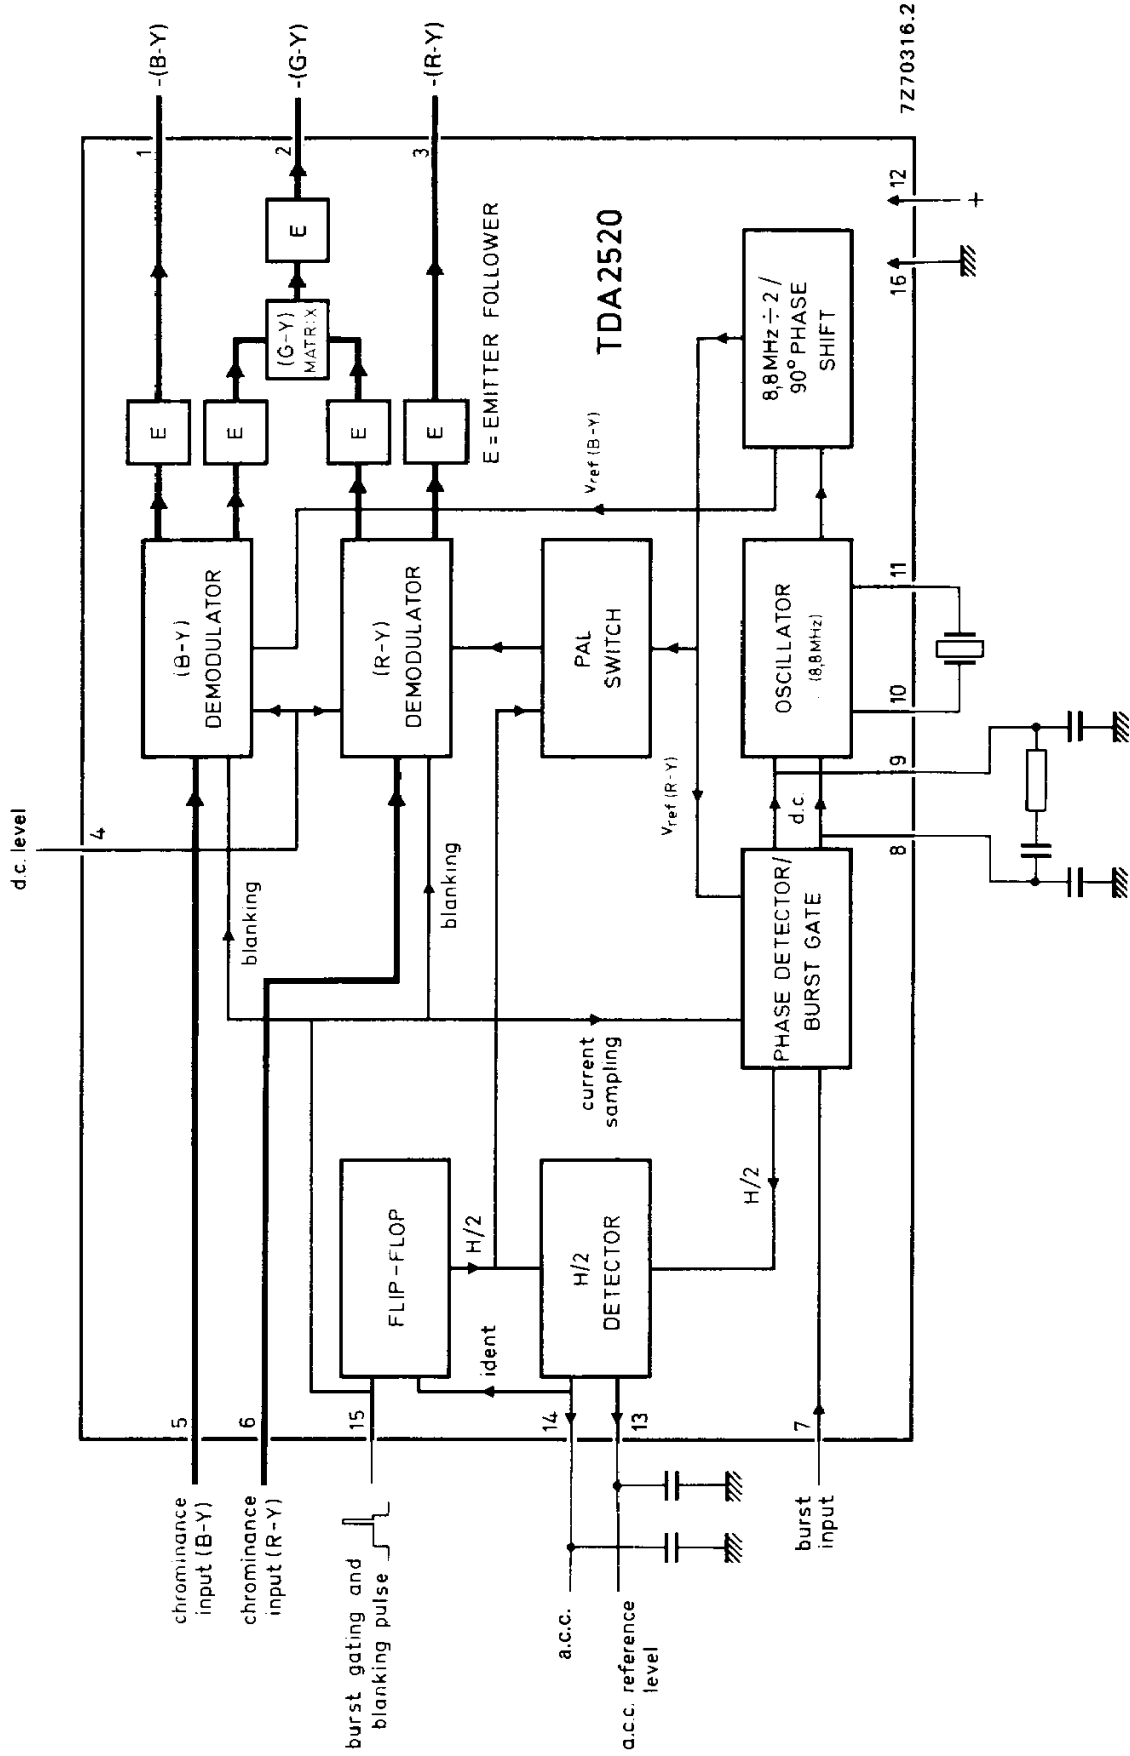 d.c. level
4
chrominance
input (B-Y)
5
chrominance
input (R-Y)
6
burst gating and
blanking pulse
15
a.c.c.
14
a.c.c. reference
level
13
burst
input
7
blanking
blanking
current
sampling
FLIP-FLOP
H/2
ident
H/2
DETECTOR
H/2
(B-Y)
DEMODULATOR
(R-Y)
DEMODULATOR
PAL
SWITCH
PHASE DETECTOR/
BURST GATE
d.c.
OSCILLATOR
(8,8MHz)
8,8MHz÷2/
90° PHASE
SHIFT
Vref (R-Y)
Vref (B-Y)
E
E
E
E
(G-Y)
MATRIX
E
E = EMITTER FOLLOWER
TDA2520
1
-(B-Y)
2
-(G-Y)
3
-(R-Y)
8
9
10
11
16
12
+
7Z70316.2